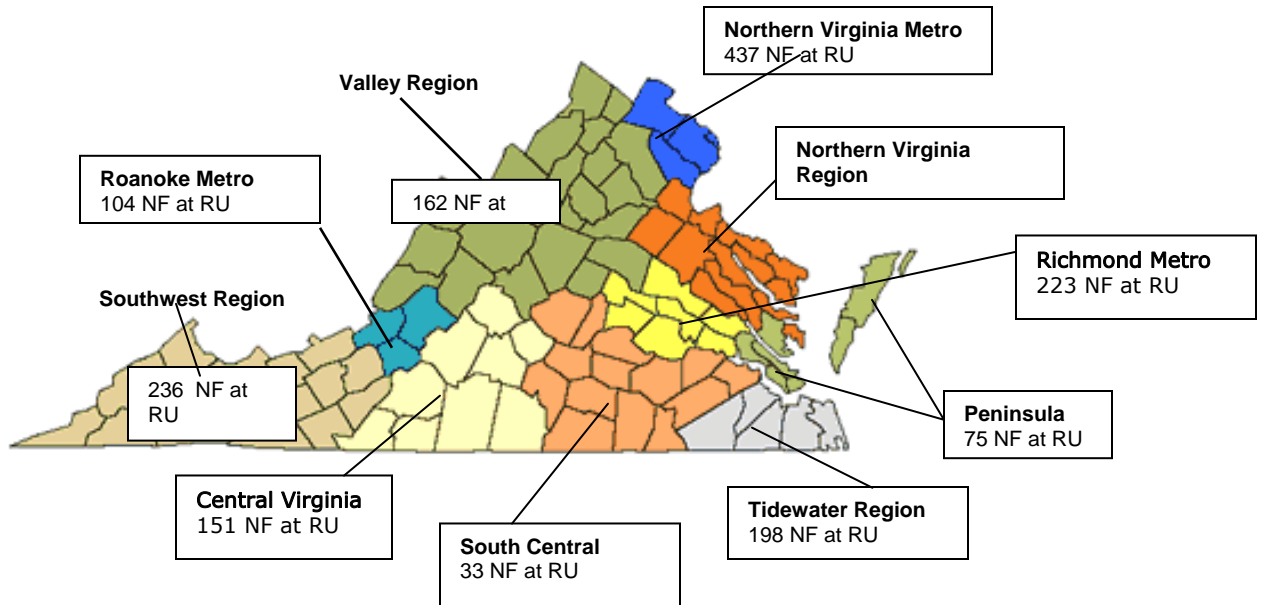 Northern Virginia Metro
437 NF at RU
Valley Region
Northern Virginia
Region
Roanoke Metro
104 NF at RU
162 NF at
Richmond Metro
223 NF at RU
Southwest Region
236 NF at
RU
Peninsula
75 NF at RU
Central Virginia
151 NF at RU
Tidewater Region
198 NF at RU
South Central
33 NF at RU